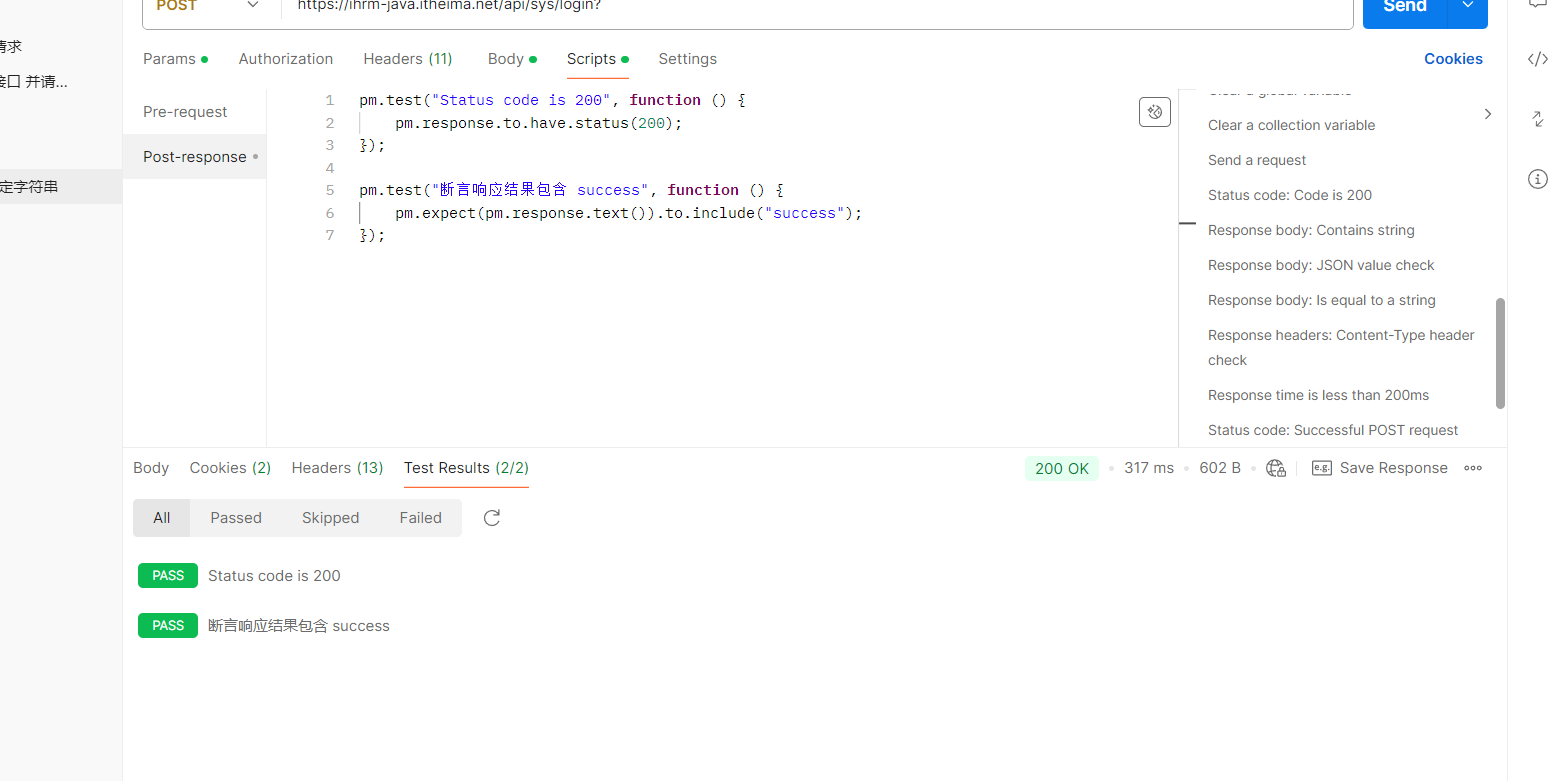 POST
https://ihrm-java.itheima.net/api/sys/login?
Send
请求
接口 并请...
定字符串
Params
Authorization
Headers (11)
Body
Scripts
Settings
Cookies
Pre-request
Post-response
1 pm.test("Status code is 200", function () {
2 pm.response.to.have.status(200);
3 });
4
5 pm.test("断言响应结果包含 success", function () {
6 pm.expect(pm.response.text()).to.include("success");
7 });
Clear a global variable
Clear a collection variable
Send a request
Status code: Code is 200
Response body: Contains string
Response body: JSON value check
Response body: Is equal to a string
Response headers: Content-Type header
check
Response time is less than 200ms
Status code: Successful POST request
Body
Cookies (2)
Headers (13)
Test Results (2/2)
200 OK
317 ms
602 B
e.g.
Save Response
All
Passed
Skipped
Failed
PASS Status code is 200
PASS 断言响应结果包含 success